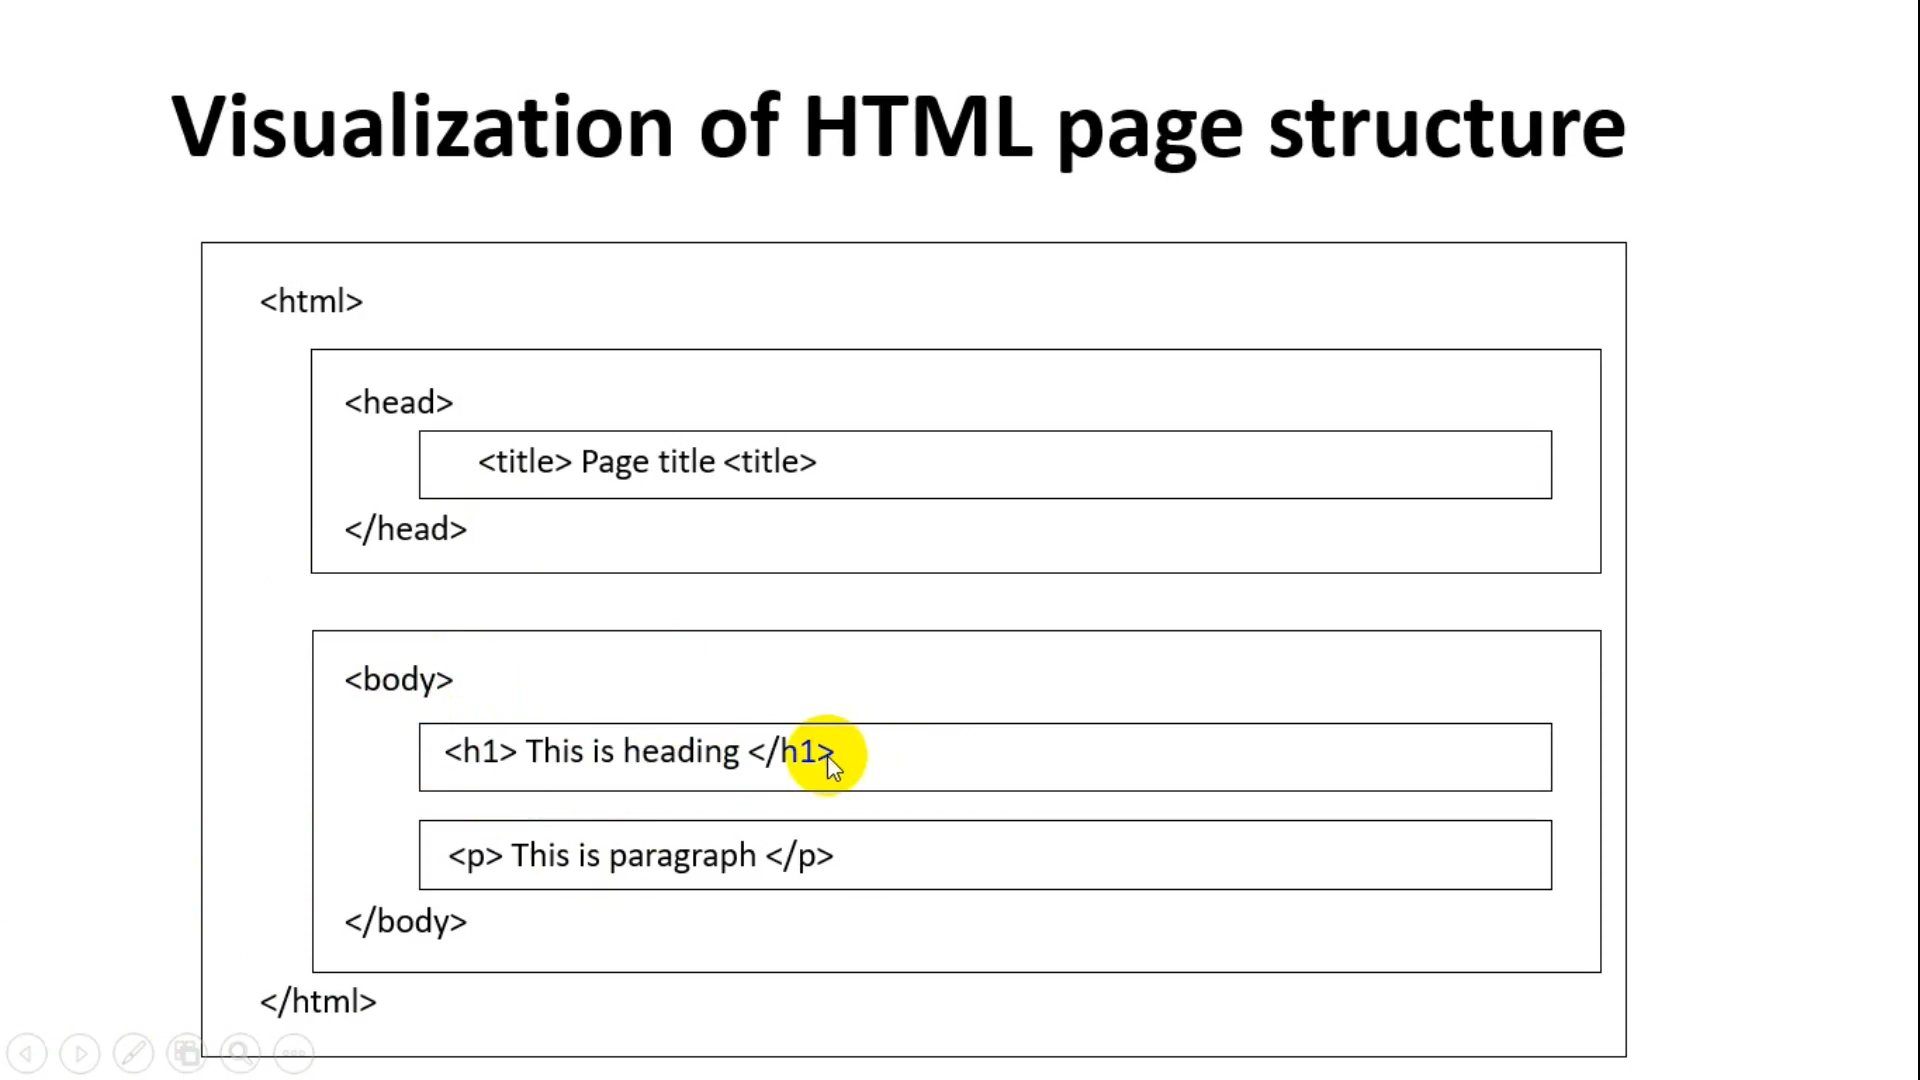 Visualization of HTML page structure
<html>
<head>
<title> Page title <title>
</head>
<body>
<h1> This is heading </h1>
<p> This is paragraph </p>
</body>
</html>